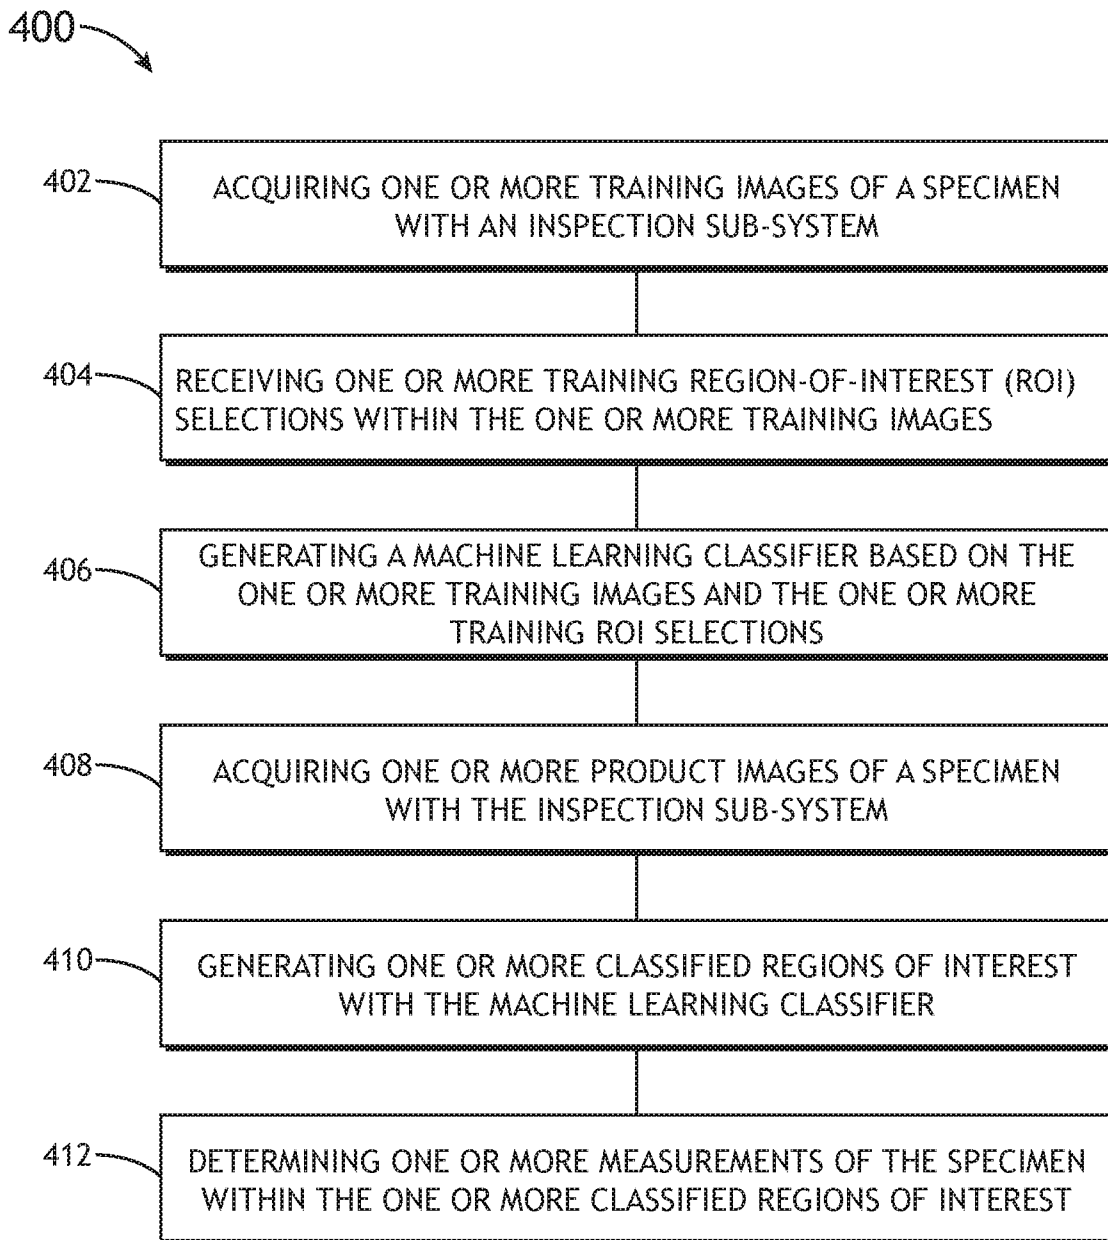 400
402
ACQUIRING ONE OR MORE TRAINING IMAGES OF A SPECIMEN
WITH AN INSPECTION SUB-SYSTEM
404
RECEIVING ONE OR MORE TRAINING REGION-OF-INTEREST (ROI)
SELECTIONS WITHIN THE ONE OR MORE TRAINING IMAGES
406
GENERATING A MACHINE LEARNING CLASSIFIER BASED ON THE
ONE OR MORE TRAINING IMAGES AND THE ONE OR MORE
TRAINING ROI SELECTIONS
408
ACQUIRING ONE OR MORE PRODUCT IMAGES OF A SPECIMEN
WITH THE INSPECTION SUB-SYSTEM
410
GENERATING ONE OR MORE CLASSIFIED REGIONS OF INTEREST
WITH THE MACHINE LEARNING CLASSIFIER
412
DETERMINING ONE OR MORE MEASUREMENTS OF THE SPECIMEN
WITHIN THE ONE OR MORE CLASSIFIED REGIONS OF INTEREST